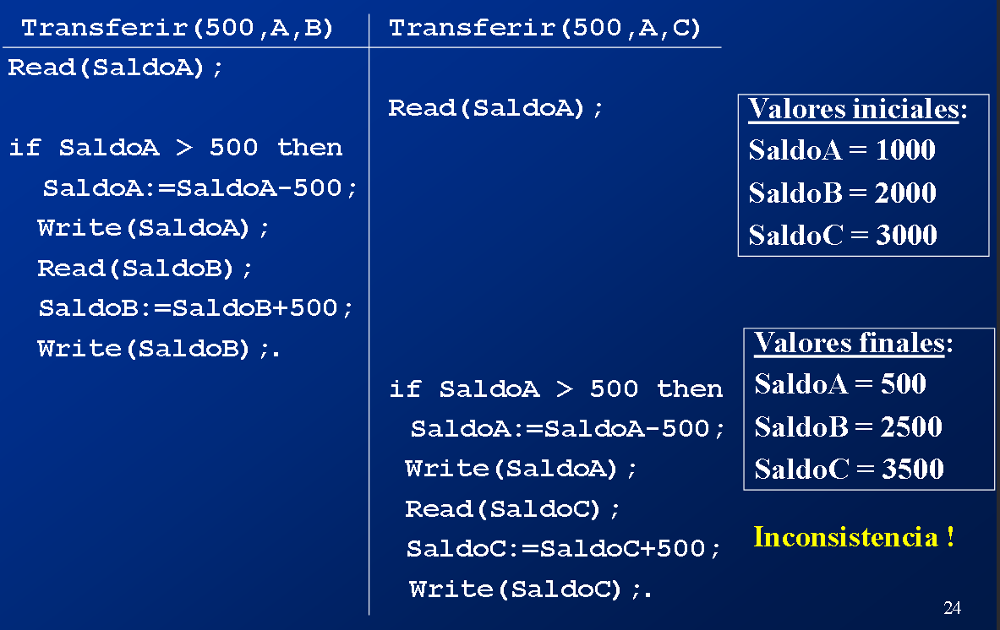 Transferir(500,A,B)
Transferir(500,A,C)
Read(SaldoA);
Read(SaldoA);
if SaldoA > 500 then
SaldoA:=SaldoA-500;
Write(SaldoA);
Read(SaldoB);
SaldoB:=SaldoB+500;
Write(SaldoB);.
if SaldoA > 500 then
SaldoA:=SaldoA-500;
Write(SaldoA);
Read(SaldoC);
SaldoC:=SaldoC+500;
Write(SaldoC);.
Valores iniciales:
SaldoA = 1000
SaldoB = 2000
SaldoC = 3000
Valores finales:
SaldoA = 500
SaldoB = 2500
SaldoC = 3500
Inconsistencia !
24